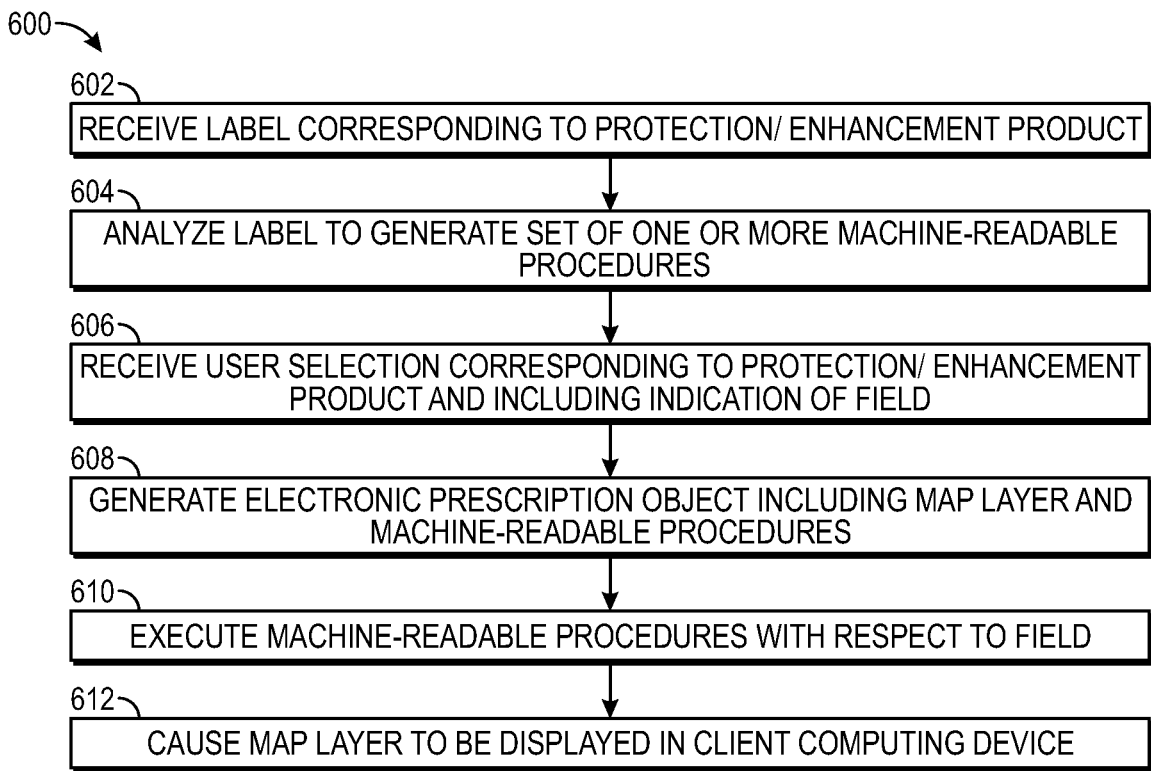 600
602
RECEIVE LABEL CORRESPONDING TO PROTECTION/ ENHANCEMENT PRODUCT
604
ANALYZE LABEL TO GENERATE SET OF ONE OR MORE MACHINE-READABLE
PROCEDURES
606
RECEIVE USER SELECTION CORRESPONDING TO PROTECTION/ ENHANCEMENT
PRODUCT AND INCLUDING INDICATION OF FIELD
608
GENERATE ELECTRONIC PRESCRIPTION OBJECT INCLUDING MAP LAYER AND
MACHINE-READABLE PROCEDURES
610
EXECUTE MACHINE-READABLE PROCEDURES WITH RESPECT TO FIELD
612
CAUSE MAP LAYER TO BE DISPLAYED IN CLIENT COMPUTING DEVICE